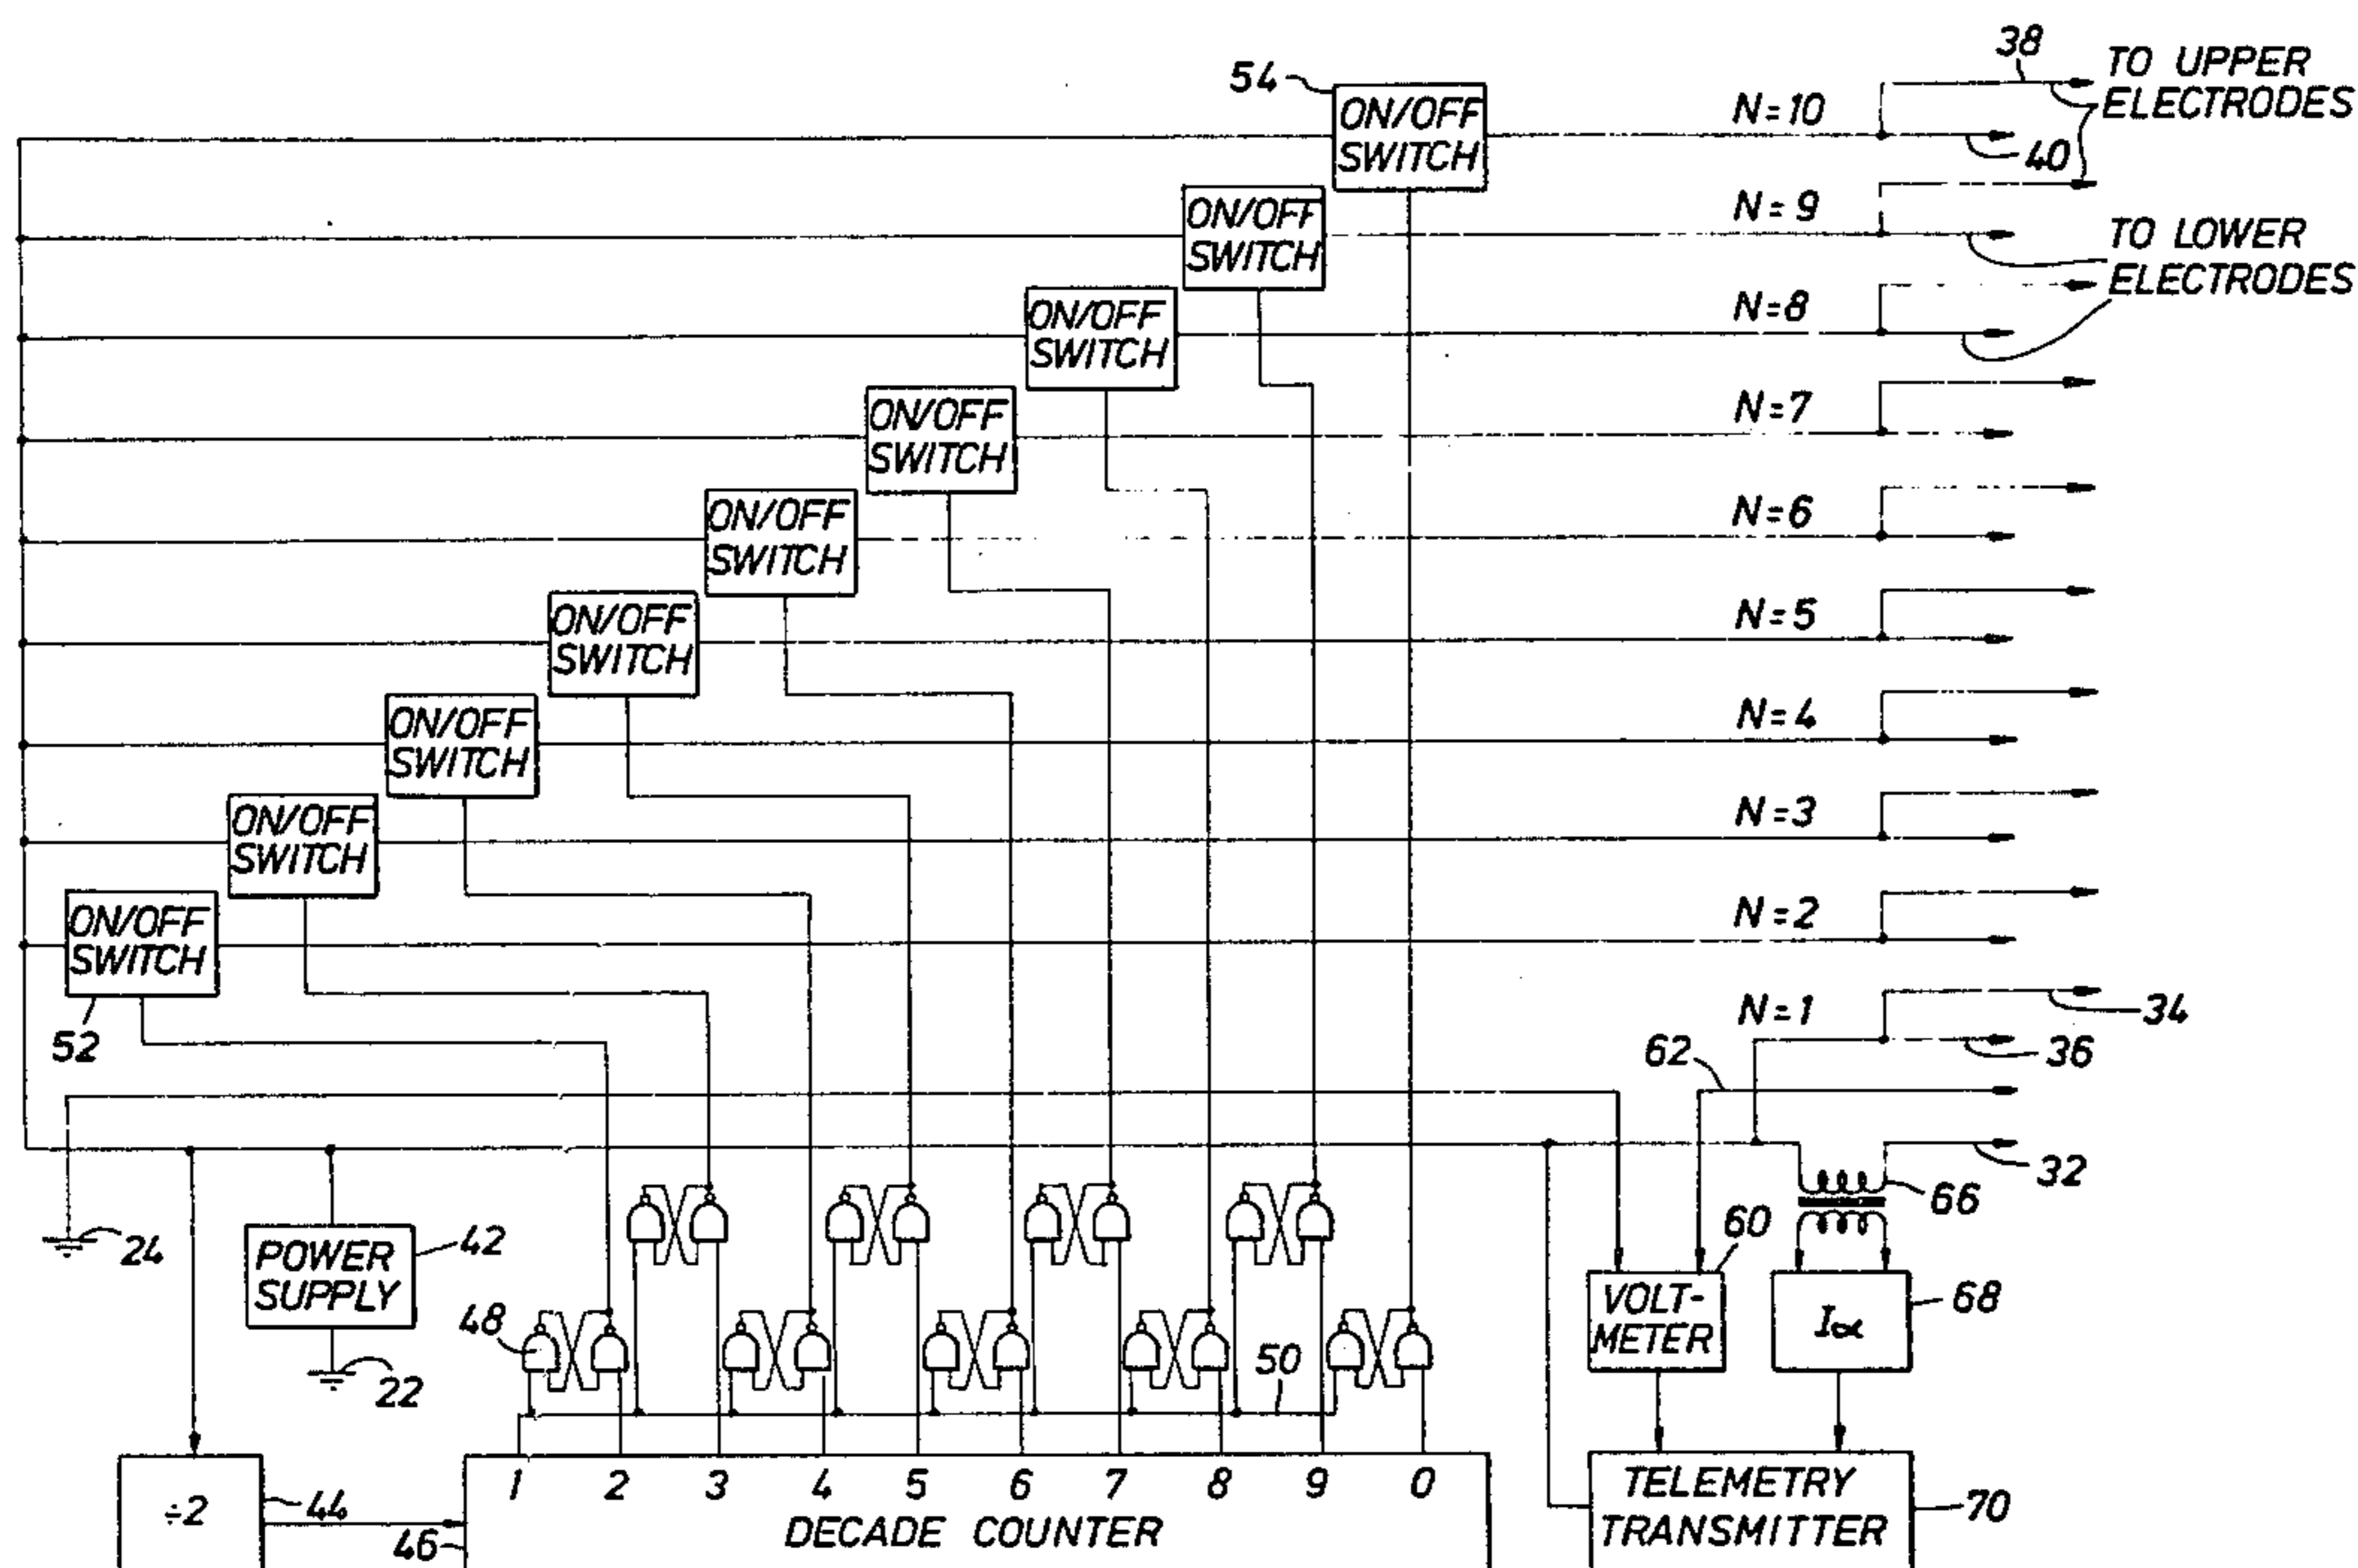 38
TO UPPER
ELECTRODES
54
ON/OFF
SWITCH
N=10
40
ON/OFF
SWITCH
N=9
TO LOWER
ELECTRODES
ON/OFF
SWITCH
N=8
ON/OFF
SWITCH
N=7
ON/OFF
SWITCH
N=6
ON/OFF
SWITCH
N=5
ON/OFF
SWITCH
N=4
ON/OFF
SWITCH
N=3
ON/OFF
SWITCH
N=2
52
N=1
34
62
36
32
66
24
POWER
SUPPLY
42
60
VOLT-
METER
Iα
68
48
22
50
÷2
44
46
1 2 3 4 5 6 7 8 9 0
DECADE COUNTER
TELEMETRY
TRANSMITTER
70